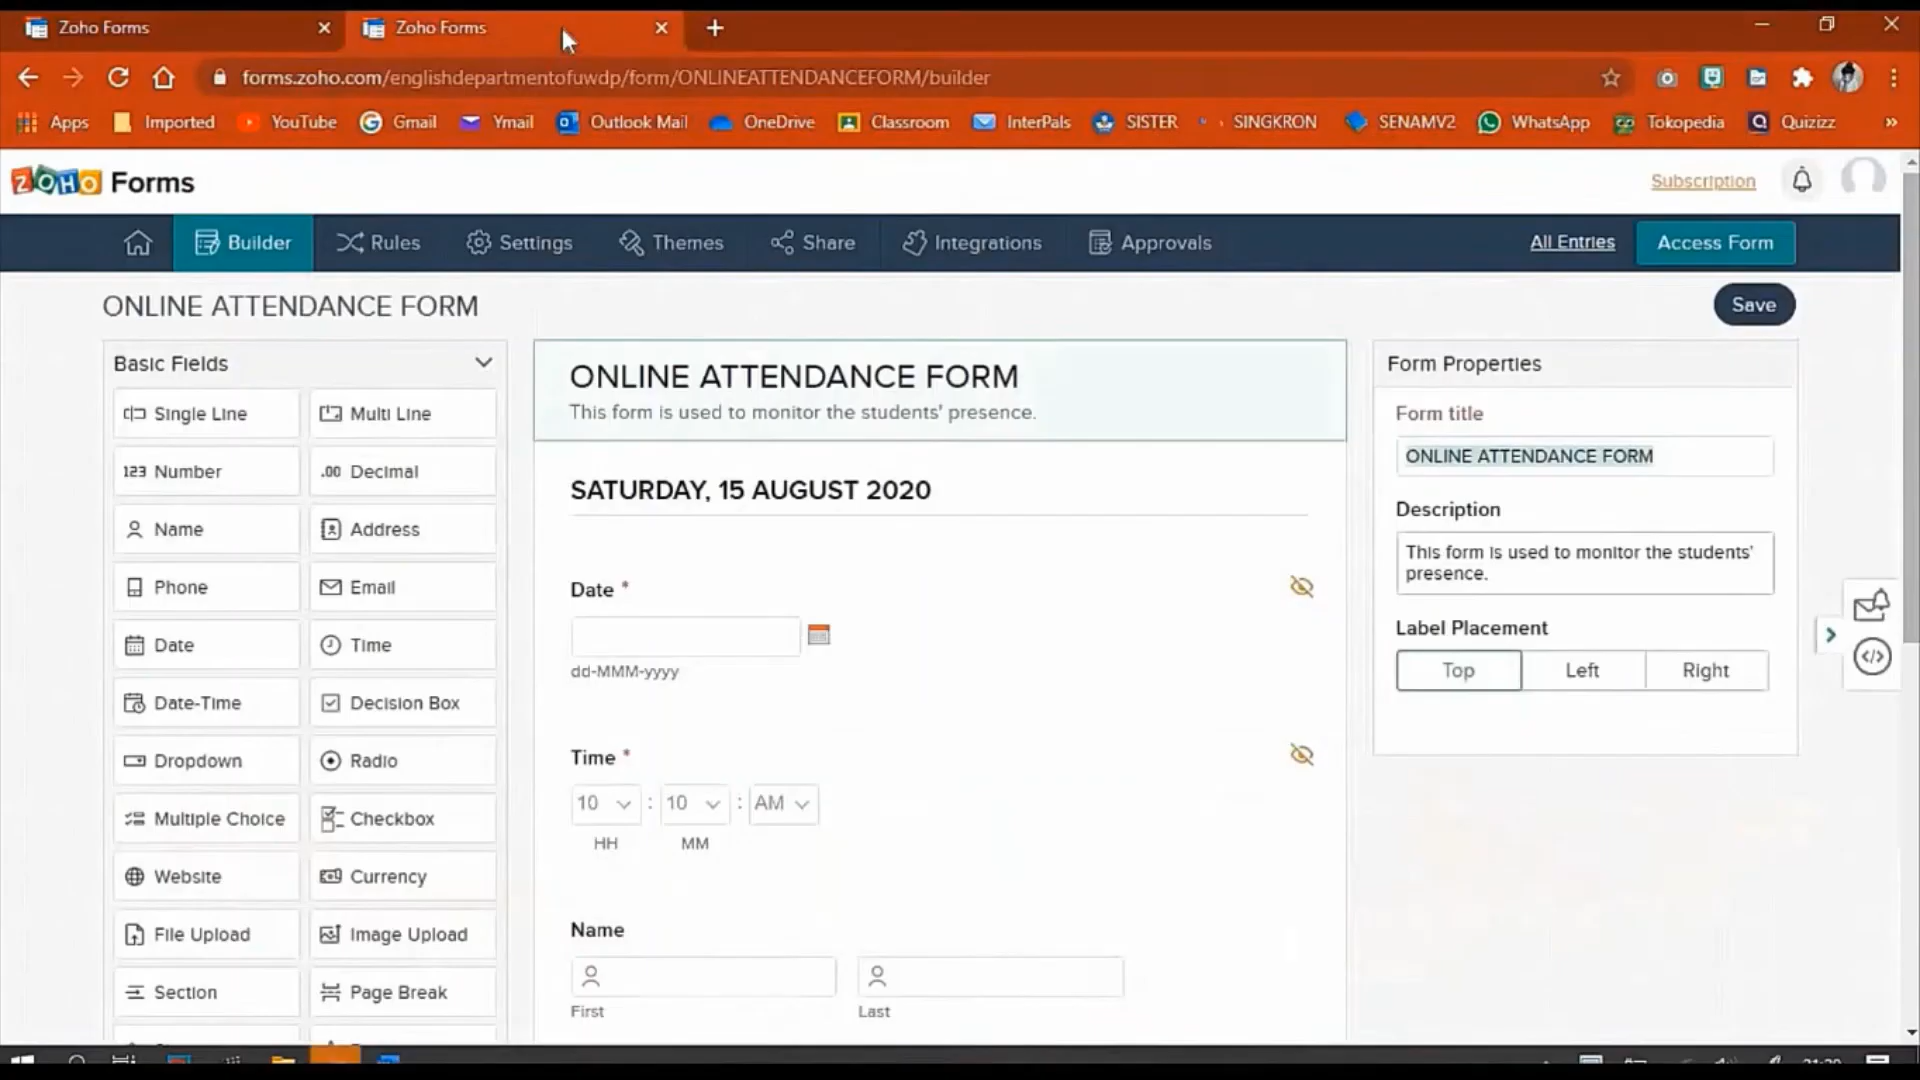 Zoho Forms
Zoho Forms
forms.zoho.com/englishdepartmentofuwdp/form/ONLINEATTENDANCEFORM/builder
Apps Imported YouTube Gmail Ymail Outlook Mail OneDrive Classroom InterPals SISTER SINGKRON SENAMV2 WhatsApp Tokopedia Quizizz »
ZOHO Forms
Subscription
Builder Rules Settings Themes Share Integrations Approvals All Entries Access Form
ONLINE ATTENDANCE FORM
Save
Basic Fields
Single Line Multi Line
123 Number .00 Decimal
Name Address
Phone Email
Date Time
Date-Time Decision Box
Dropdown Radio
Multiple Choice Checkbox
Website Currency
File Upload Image Upload
Section Page Break
ONLINE ATTENDANCE FORM
This form is used to monitor the students' presence.
SATURDAY, 15 AUGUST 2020
Date *
dd-MMM-yyyy
Time *
10 : 10 : AM
HH MM
Name
First Last
Form Properties
Form title
ONLINE ATTENDANCE FORM
Description
This form is used to monitor the students'
presence.
Label Placement
Top Left Right